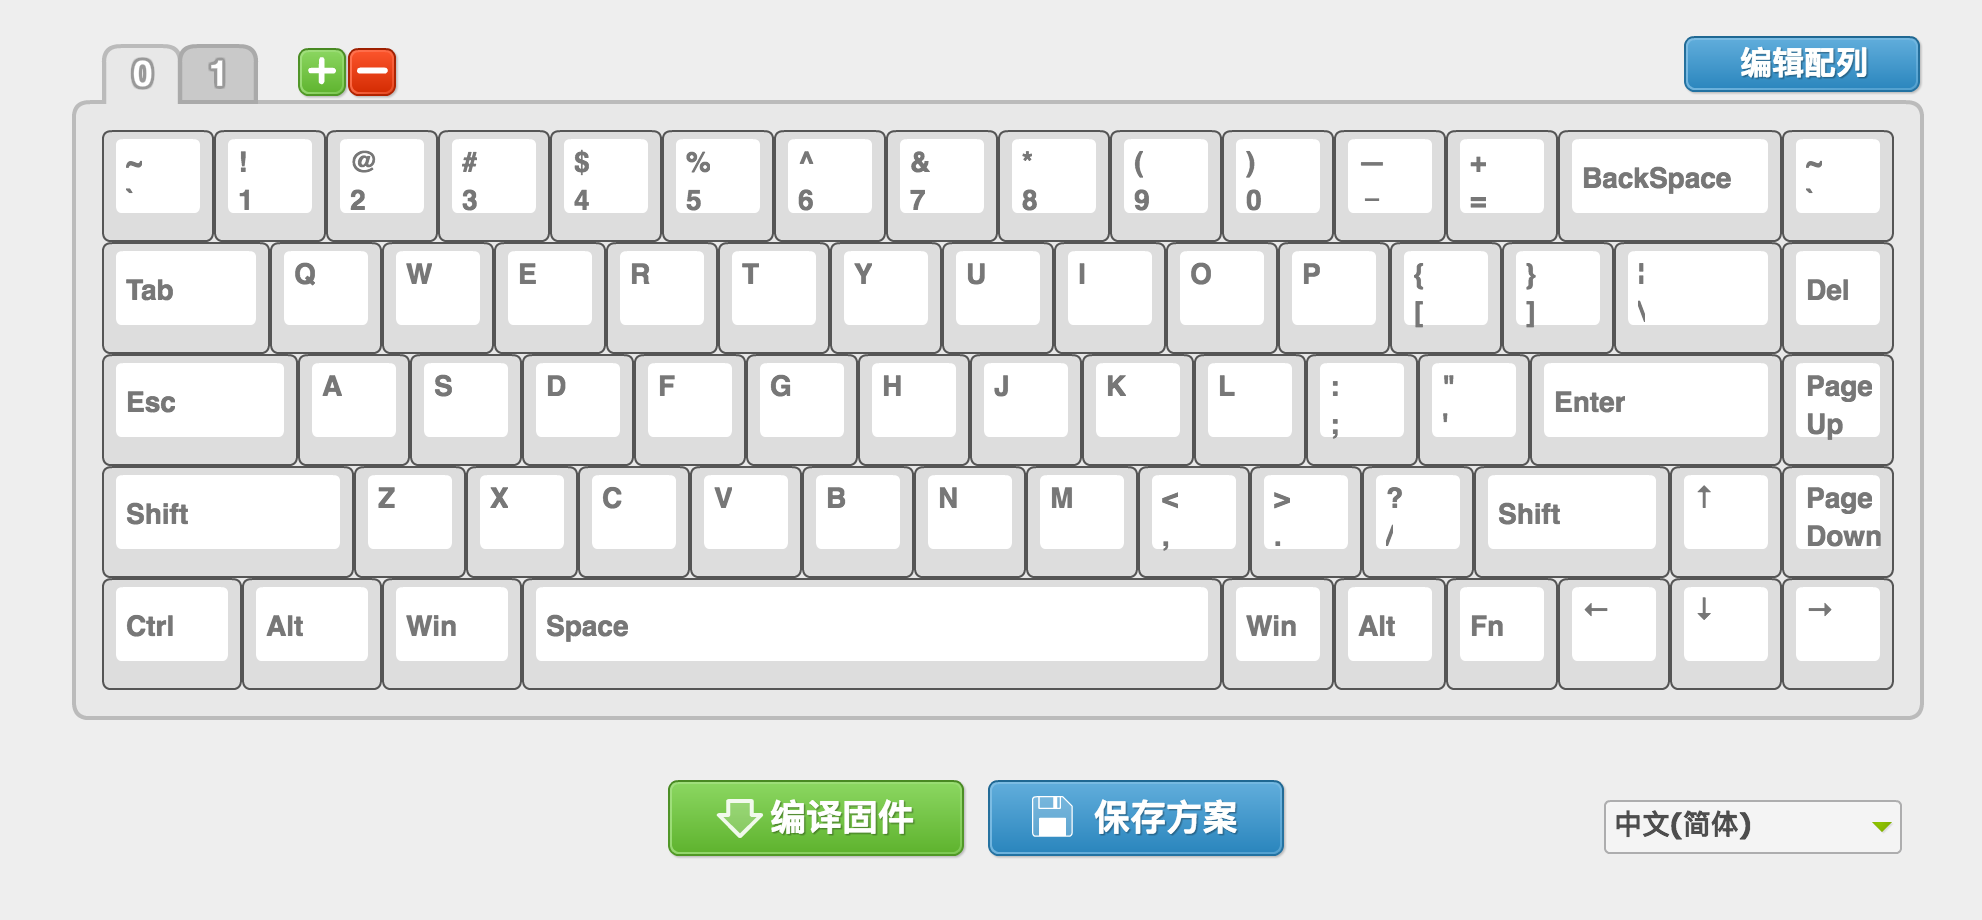 0 1 + −
编辑配列
~ ! @ # $ % ^ & * ( ) — + BackSpace ~
` 1 2 3 4 5 6 7 8 9 0 - = `
Tab Q W E R T Y U I O P { } ¦ Del
[ ] \
Esc A S D F G H J K L : " Enter Page
; ' Up
Shift Z X C V B N M < > ? Shift ↑ Page
, . / Down
Ctrl Alt Win Space Win Alt Fn ← ↓ →
编译固件 保存方案 中文(简体)